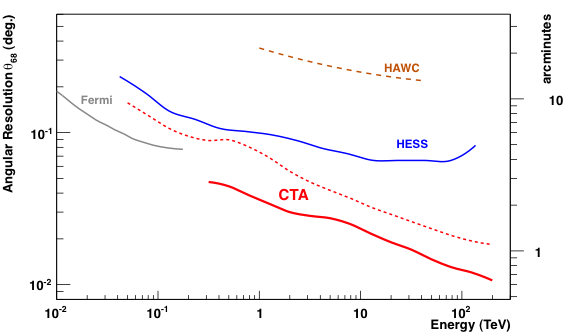 Angular Resolution θ68 (deg.)
arcminutes
HAWC
Fermi
10
10-1
HESS
CTA
1
10-2
10-2
10-1
1
10
102
Energy (TeV)